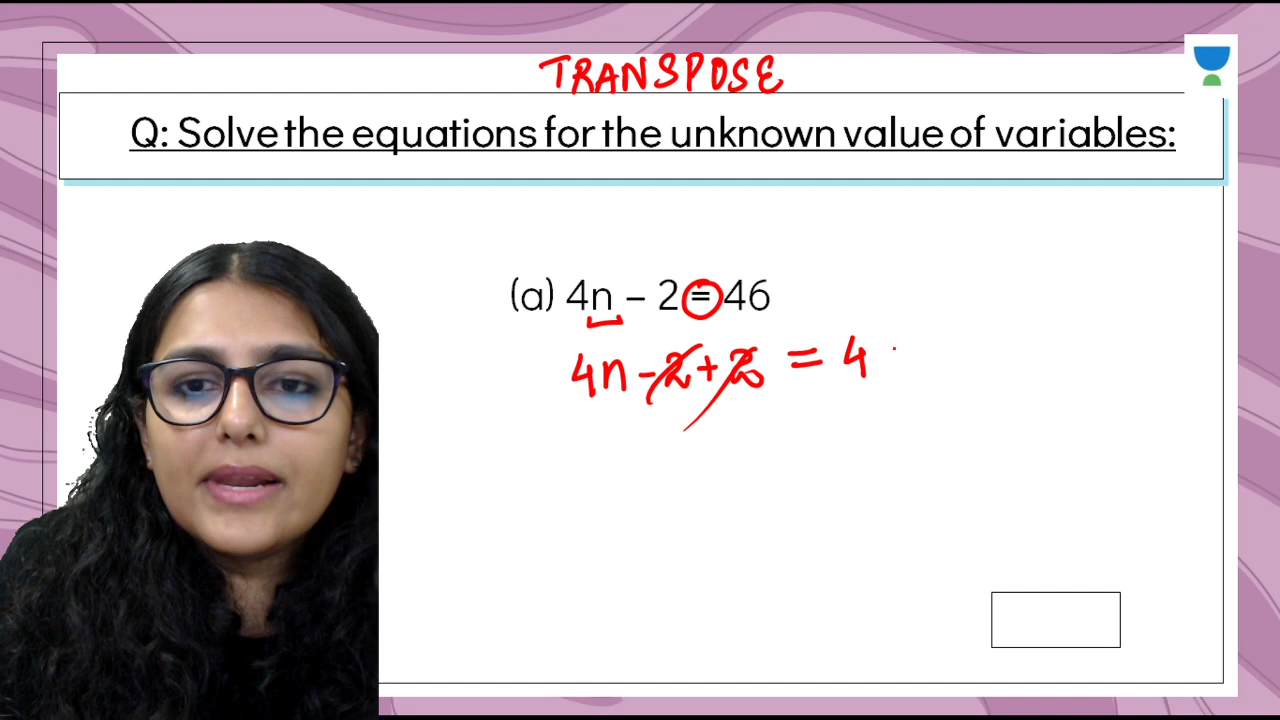 TRANSPOSE
Q: Solve the equations for the unknown value of variables:
(a) 4n – 2 = 46
4n - 2 + 2 = 4